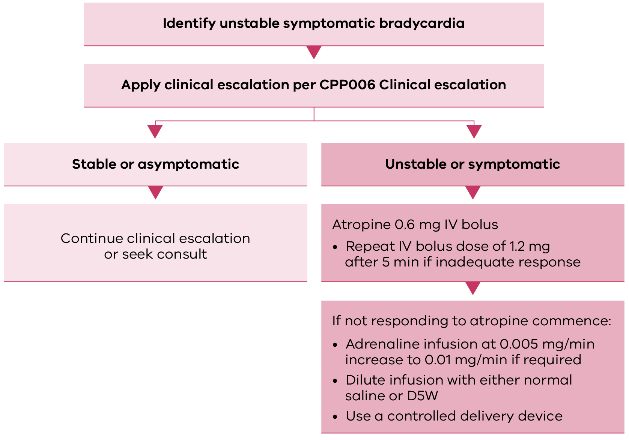 Identify unstable symptomatic bradycardia
Apply clinical escalation per CPP006 Clinical escalation
Stable or asymptomatic
Continue clinical escalation
or seek consult
Unstable or symptomatic
Atropine 0.6 mg IV bolus
• Repeat IV bolus dose of 1.2 mg
after 5 min if inadequate response
If not responding to atropine commence:
• Adrenaline infusion at 0.005 mg/min
increase to 0.01 mg/min if required
• Dilute infusion with either normal
saline or D5W
• Use a controlled delivery device